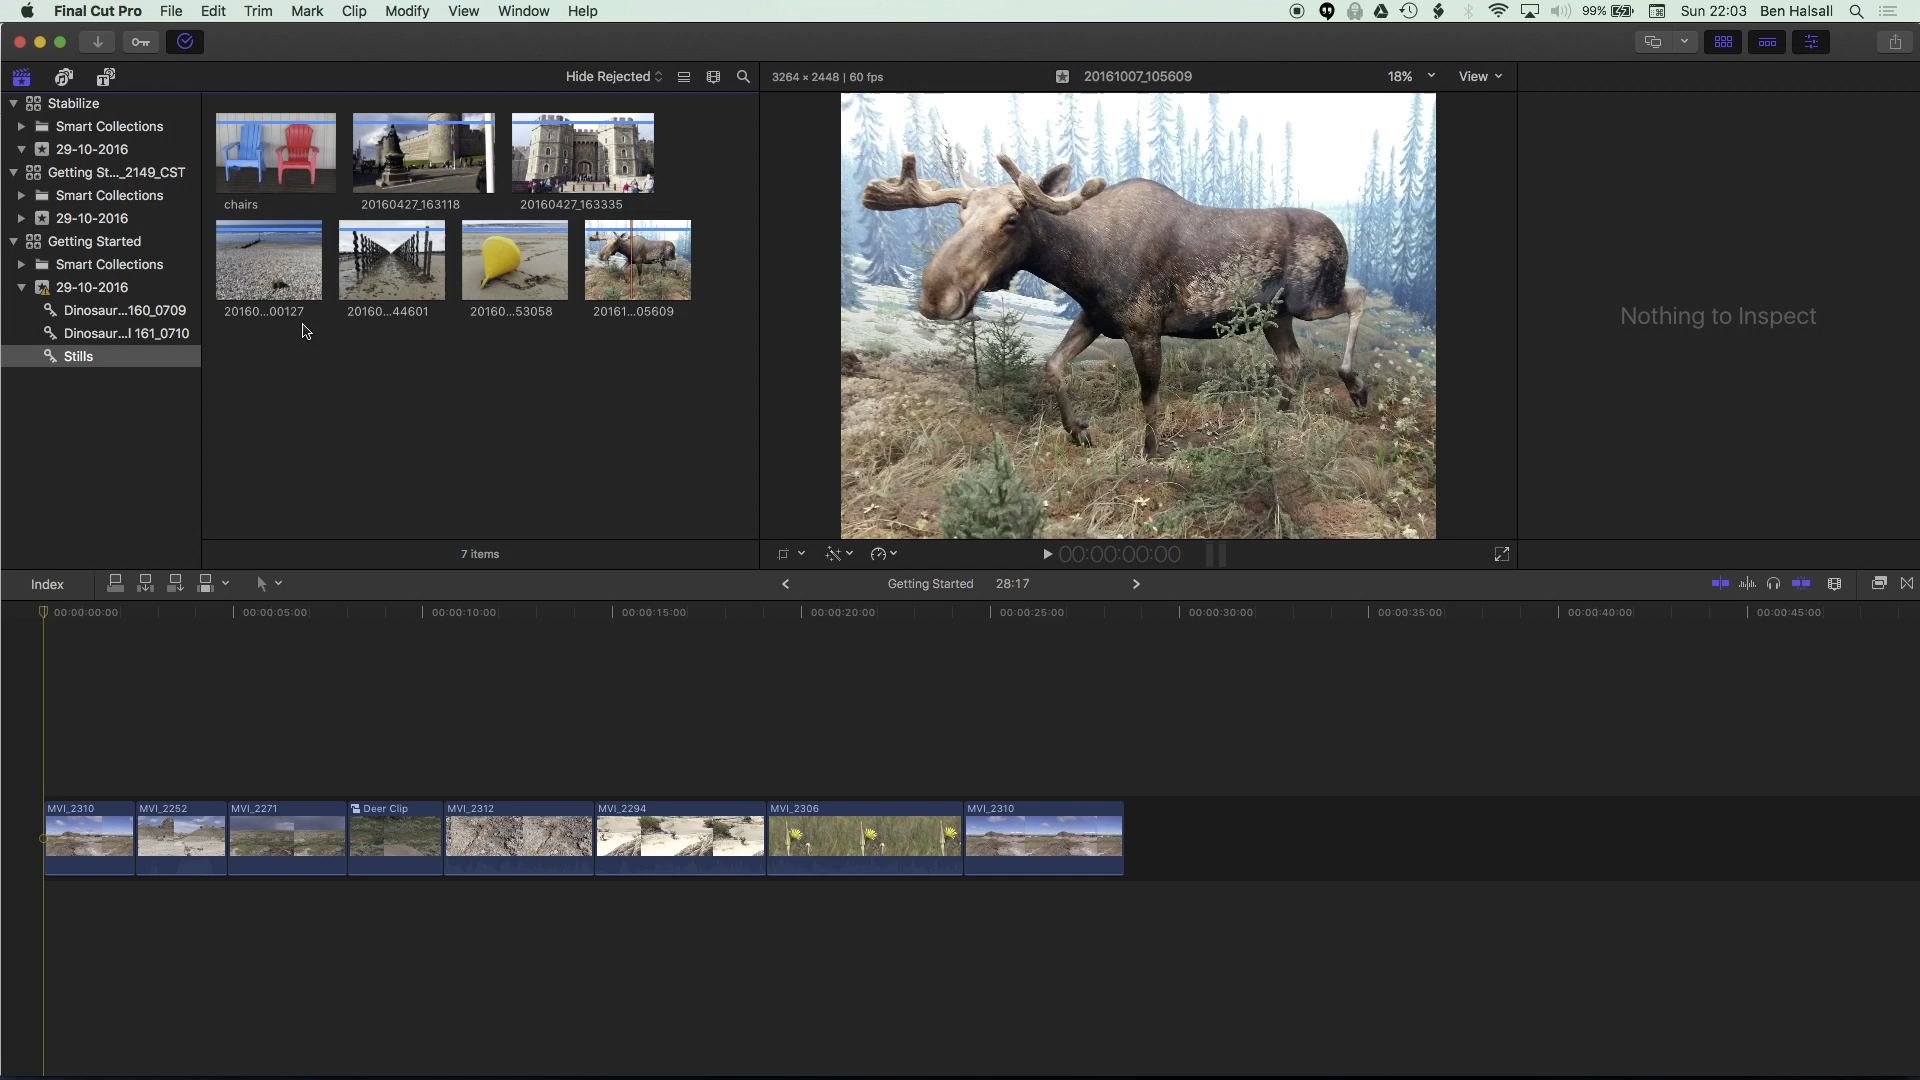 Final Cut Pro File Edit Trim Mark Clip Modify View Window Help 99% Sun 22:03 Ben Halsall
Hide Rejected 3264 × 2448 | 60 fps 20161007_105609 18% View
Stabilize
Smart Collections
29-10-2016
Getting St..._2149_CST
Smart Collections
29-10-2016
Getting Started
Smart Collections
29-10-2016
Dinosaur...160_0709
Dinosaur...l 161_0710
Stills
chairs 20160427_163118 20160427_163335
20160...00127 20160...44601 20160...53058 20161...05609
7 items
Nothing to Inspect
00:00:00:00
Index Getting Started 28:17
00:00:00:00 00:00:05:00 00:00:10:00 00:00:15:00 00:00:20:00 00:00:25:00 00:00:30:00 00:00:35:00 00:00:40:00 00:00:45:00
MVI_2310 MVI_2252 MVI_2271 Deer Clip MVI_2312 MVI_2294 MVI_2306 MVI_2310